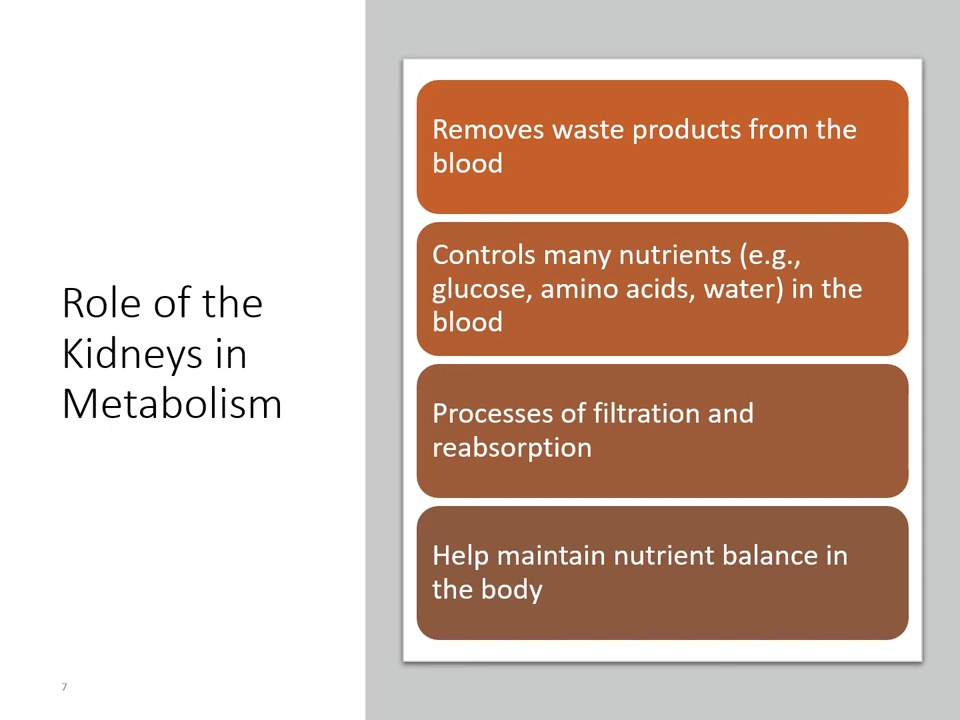 Role of the
Kidneys in
Metabolism
Removes waste products from the
blood
Controls many nutrients (e.g.,
glucose, amino acids, water) in the
blood
Processes of filtration and
reabsorption
Help maintain nutrient balance in
the body
7